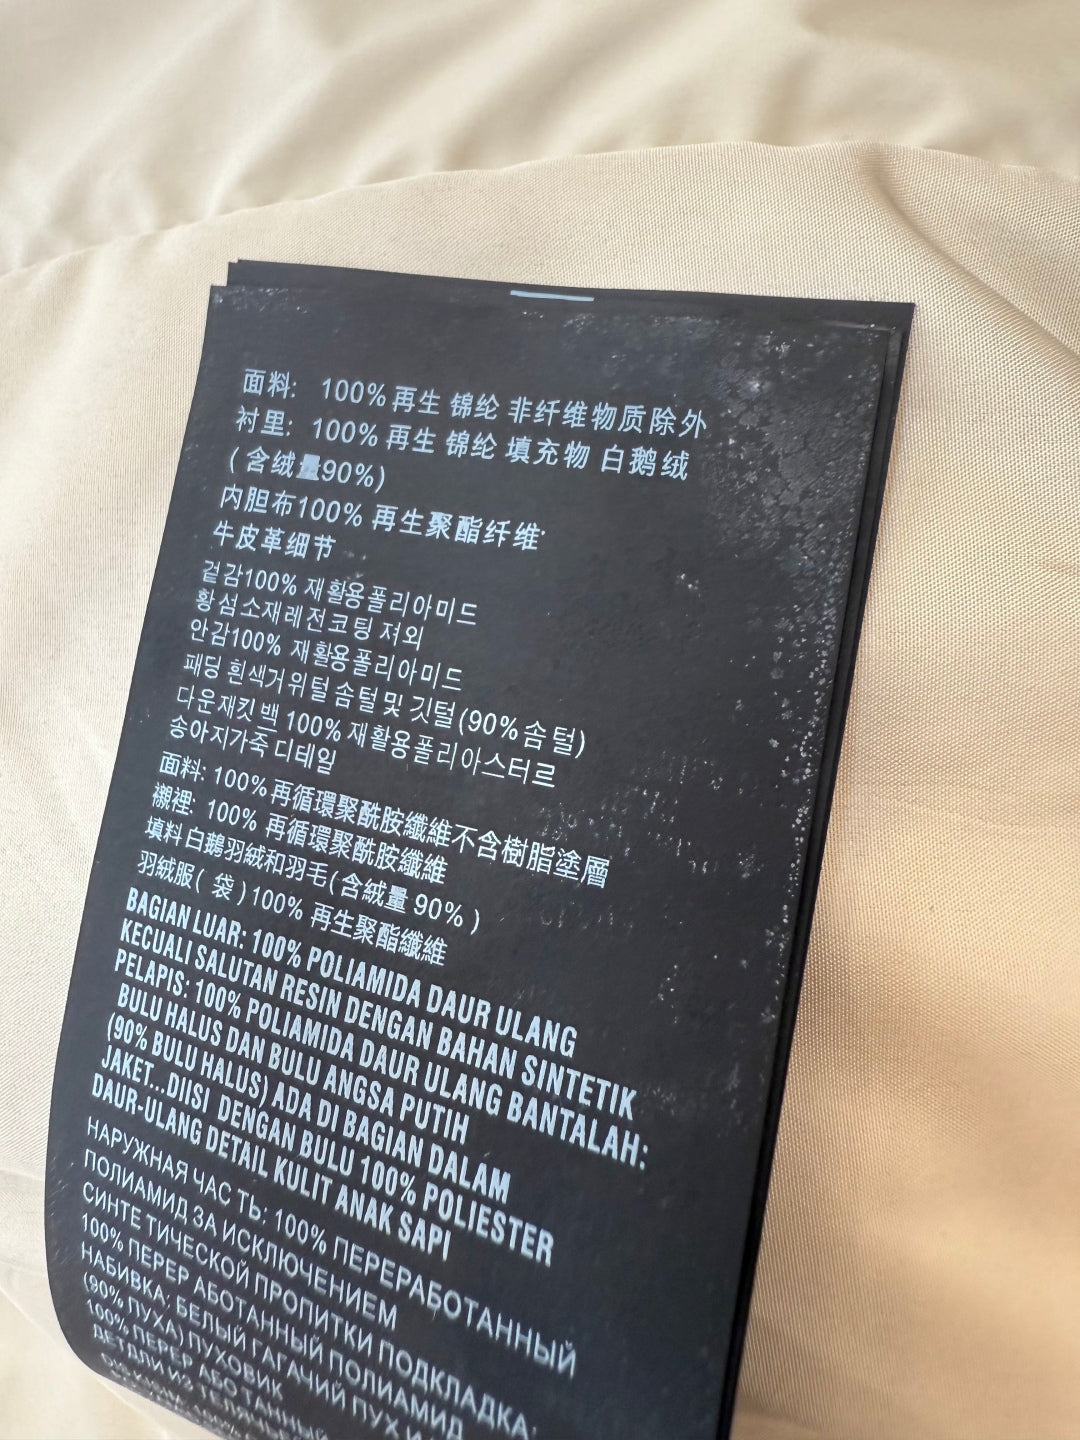 面料: 100% 再生 锦纶 非纤维物质除外
衬里: 100% 再生 锦纶 填充物 白鹅绒
(含绒量90%)
内胆布100% 再生聚酯纤维
牛皮革细节
겉감100% 재활용폴리아미드
황섬소재레전코팅 져외
안감100% 재활용폴리아미드
패딩 흰색거위털 솜털및 깃털(90%솜털)
다운재킷백 100% 재활용폴리아스터르
송아지가죽 디테일
面料: 100% 再循環聚酰胺纖維不含樹脂塗層
襯裡: 100% 再循環聚酰胺纖維
填料白鵝羽絨和羽毛(含絨量 90% )
羽絨服( 袋 )100% 再生聚酯纖維
BAGIAN LUAR: 100% POLIAMIDA DAUR ULANG
KECUALI SALUTAN RESIN DENGAN BAHAN SINTETIK
PELAPIS: 100% POLIAMIDA DAUR ULANG BANTALAH:
BULU HALUS DAN BULU ANGSA PUTIH
(90% BULU HALUS) ADA DI BAGIAN DALAM
JAKET...DIISI DENGAN BULU 100% POLIESTER
DAUR-ULANG DETAIL KULIT ANAK SAPI
НАРУЖНАЯ ЧАС ТЬ: 100% ПЕРЕРАБОТАННЫЙ
ПОЛИАМИД ЗА ИСКЛЮЧЕНИЕМ
СИНТЕ ТИЧЕСКОЙ ПРОПИТКИ ПОДКЛАДКА:
100% ПЕРЕР АБОТАННЫЙ ПОЛИАМИД
НАБИВКА: БЕЛЫЙ ГАГАЧИЙ ПУХ И
(90% ПУХА) ПУХОВИК
100% ПЕРЕР АБО ТАННЫЙ
ДЕТДЛИ ИЗ